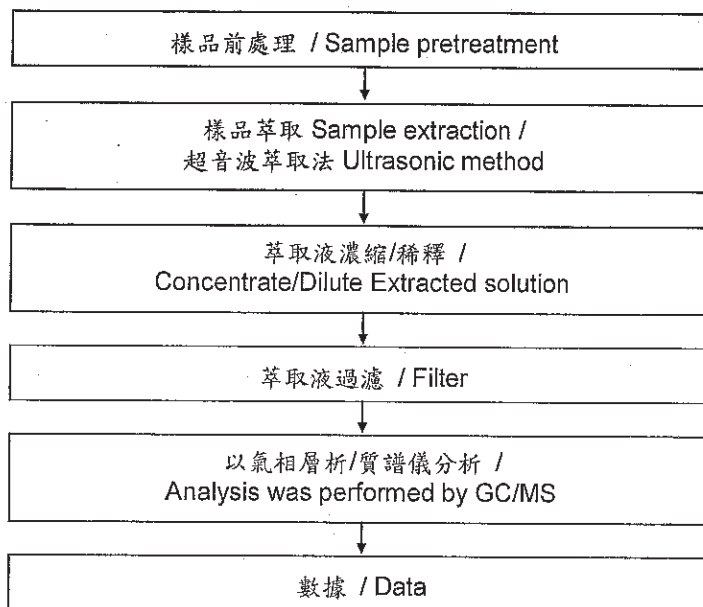 樣品前處理 / Sample pretreatment
樣品萃取 Sample extraction /
超音波萃取法 Ultrasonic method
萃取液濃縮/稀釋 /
Concentrate/Dilute Extracted solution
萃取液過濾 / Filter
以氣相層析/質譜儀分析 /
Analysis was performed by GC/MS
數據 / Data